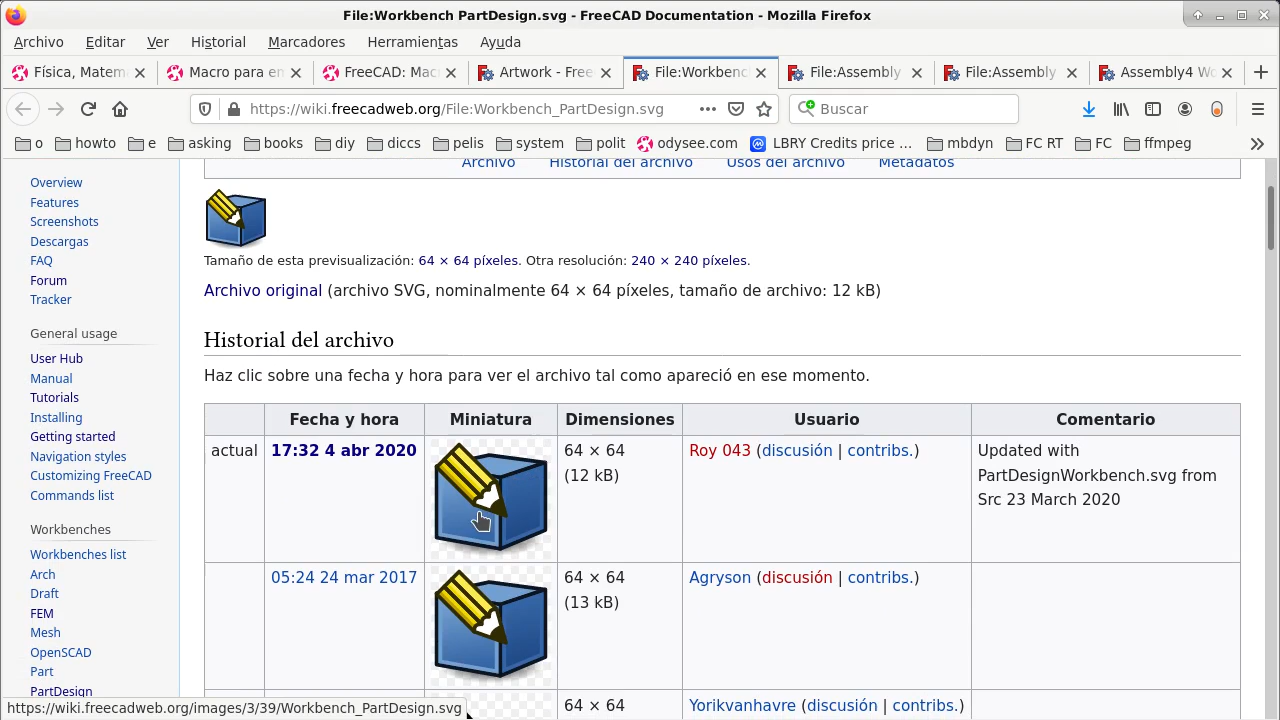 File:Workbench PartDesign.svg - FreeCAD Documentation - Mozilla Firefox
Archivo Editar Ver Historial Marcadores Herramientas Ayuda
Física, Matem Macro para en FreeCAD: Mac Artwork - Free File:Workbenc File:Assembly File:Assembly Assembly4 Wo
https://wiki.freecadweb.org/File:Workbench_PartDesign.svg Buscar
o howto e asking books diy diccs pelis system polit odysee.com LBRY Credits price ... mbdyn FC RT FC ffmpeg
Archivo Historial del archivo Usos del archivo Metadatos
Overview
Features
Screenshots
Descargas
FAQ
Forum
Tracker
General usage
User Hub
Manual
Tutorials
Installing
Getting started
Navigation styles
Customizing FreeCAD
Commands list
Workbenches
Workbenches list
Arch
Draft
FEM
Mesh
OpenSCAD
Part
PartDesign
Tamaño de esta previsualización: 64 × 64 píxeles. Otra resolución: 240 × 240 píxeles.
Archivo original (archivo SVG, nominalmente 64 × 64 píxeles, tamaño de archivo: 12 kB)
Historial del archivo
Haz clic sobre una fecha y hora para ver el archivo tal como apareció en ese momento.
Fecha y hora Miniatura Dimensiones Usuario Comentario
actual 17:32 4 abr 2020 64 × 64 Roy 043 (discusión | contribs.) Updated with
(12 kB) PartDesignWorkbench.svg from
Src 23 March 2020
05:24 24 mar 2017 64 × 64 Agryson (discusión | contribs.)
(13 kB)
64 × 64 Yorikvanhavre (discusión | contribs.)
https://wiki.freecadweb.org/images/3/39/Workbench_PartDesign.svg